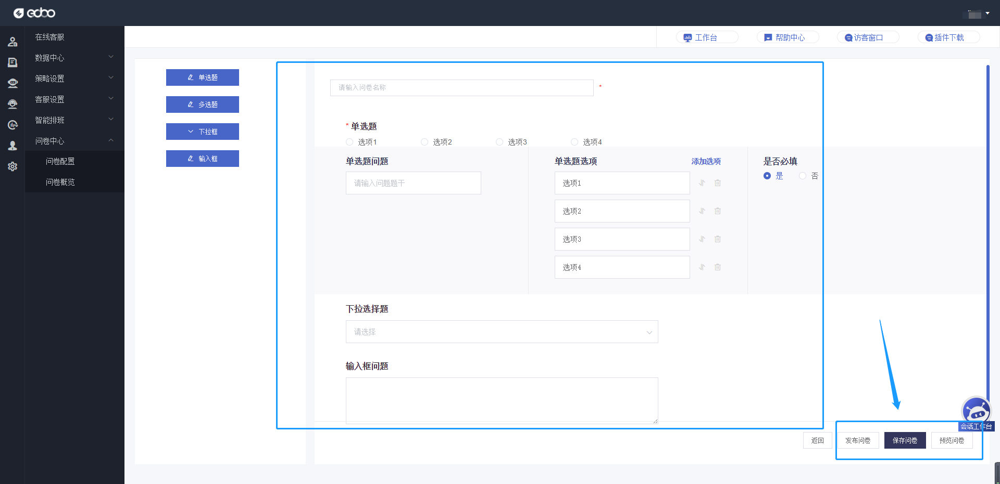 echo
工作台
帮助中心
访客窗口
插件下载
在线客服
数据中心
策略设置
客服设置
智能排班
问卷中心
问卷配置
问卷概览
单选题
多选题
下拉框
输入框
请输入问卷名称 *
* 单选题
选项1 选项2 选项3 选项4
单选题问题
请输入问题题干
单选题选项 添加选项
选项1
选项2
选项3
选项4
是否必填
是 否
下拉选择题
请选择
输入框问题
会话工作台
返回 发布问卷 保存问卷 预览问卷